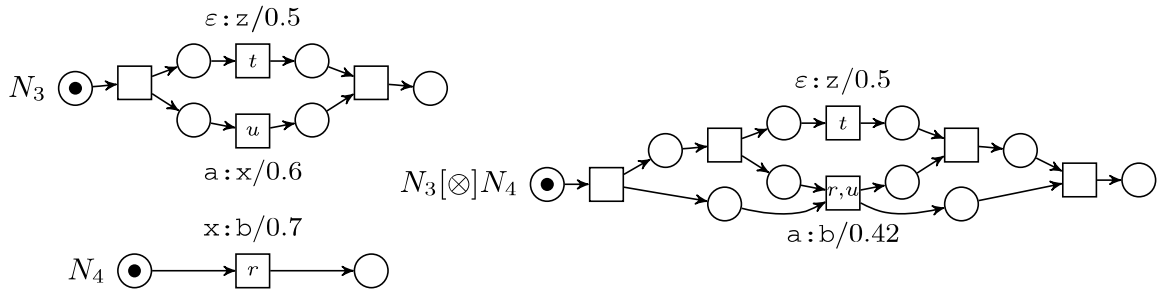 ε:z/0.5
t
N₃
u
a:x/0.6
x:b/0.7
N₄
r
ε:z/0.5
t
N₃[⊗]N₄
r,u
a:b/0.42